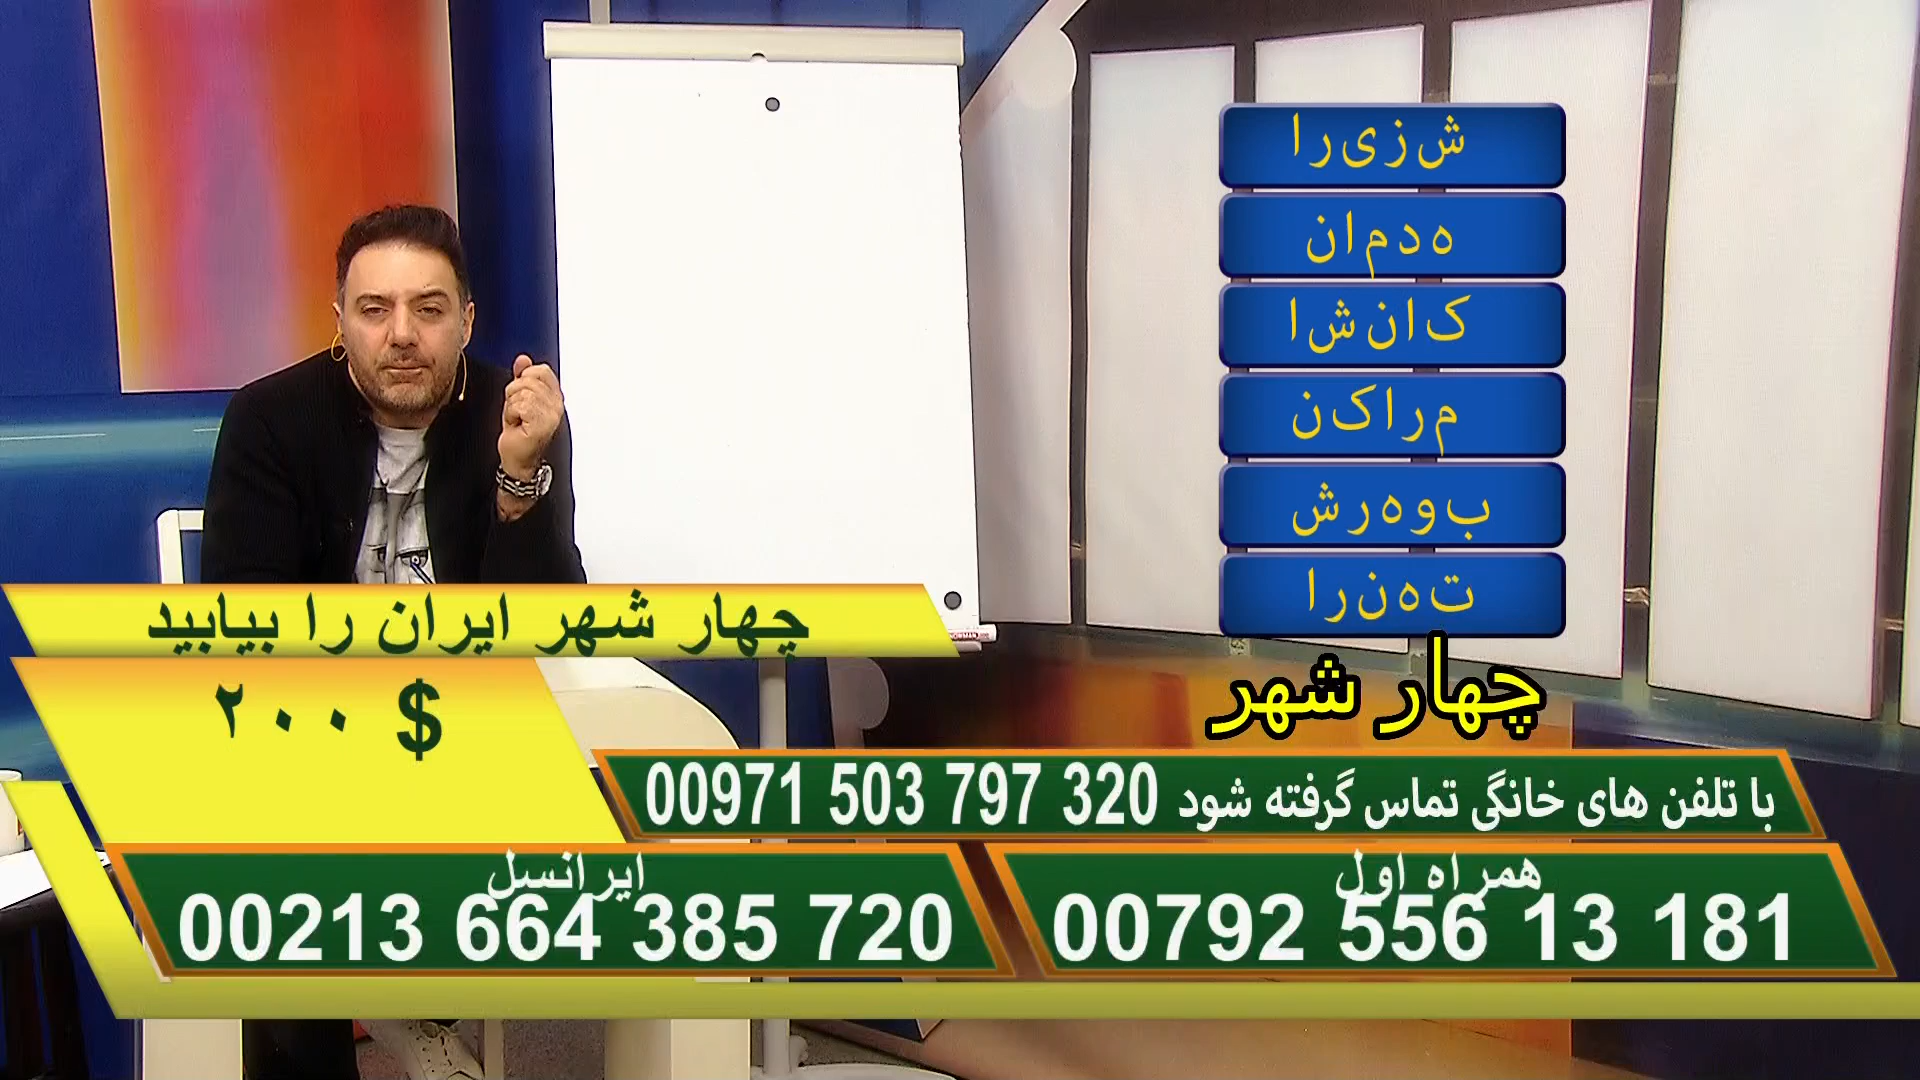 ش ز ی ر ا
ه د م ا ن
ک ا ن ش ا
م ر ا ک ن
ب و ه ر ش
ت ه ن ر ا
چهار شهر
چهار شهر ایران را بیابید
۲۰۰ $
با تلفن های خانگی تماس گرفته شود 00971 503 797 320
همراه اول
00792 556 13 181
ایرانسل
00213 664 385 720